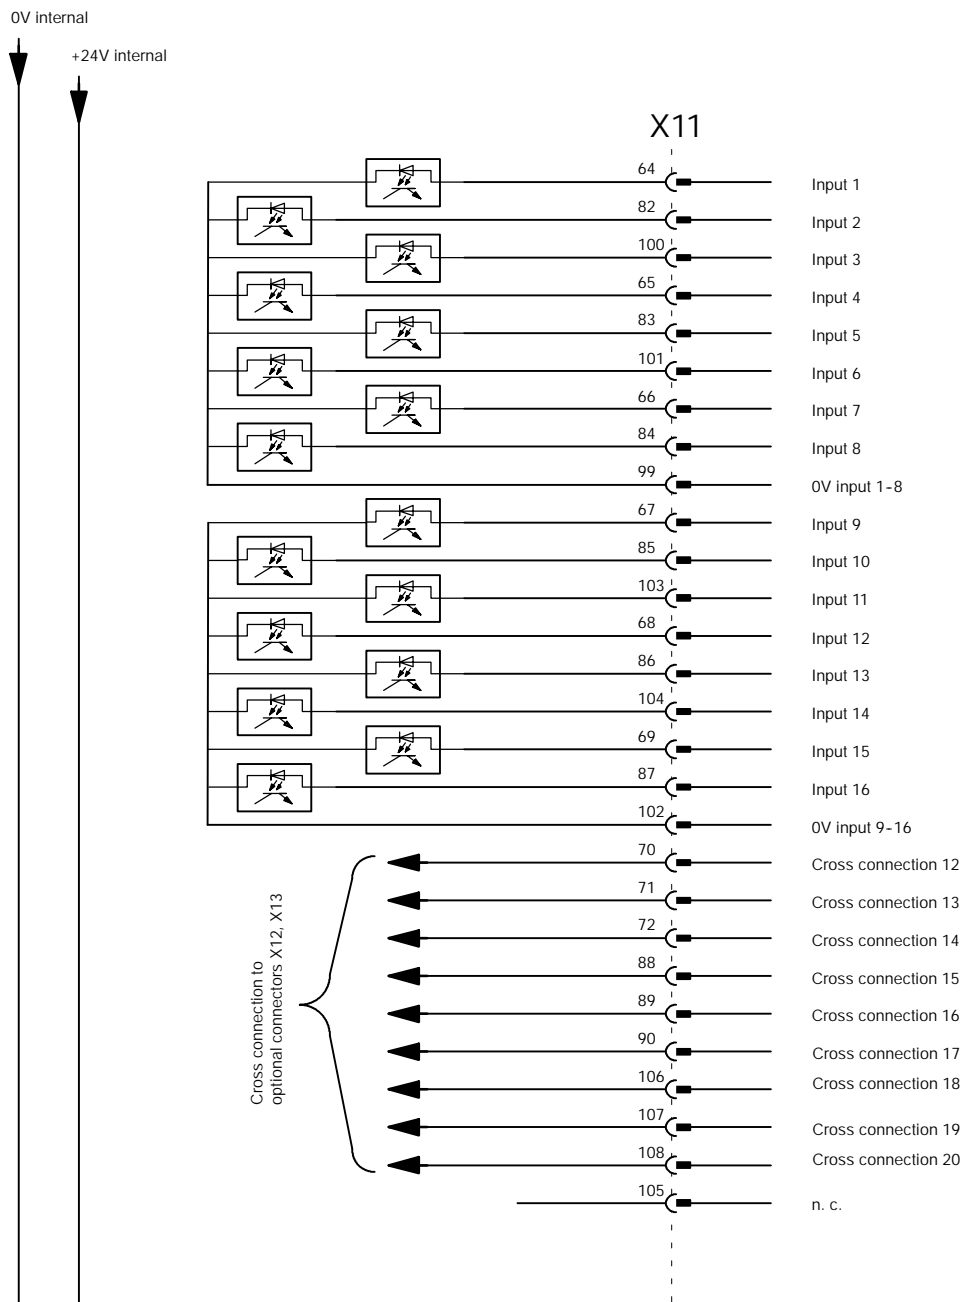 0V internal
+24V internal
X11
64 Input 1
82 Input 2
100 Input 3
65 Input 4
83 Input 5
101 Input 6
66 Input 7
84 Input 8
99 0V input 1-8
67 Input 9
85 Input 10
103 Input 11
68 Input 12
86 Input 13
104 Input 14
69 Input 15
87 Input 16
102 0V input 9-16
Cross connection to
optional connectors X12, X13
70 Cross connection 12
71 Cross connection 13
72 Cross connection 14
88 Cross connection 15
89 Cross connection 16
90 Cross connection 17
106 Cross connection 18
107 Cross connection 19
108 Cross connection 20
105 n. c.